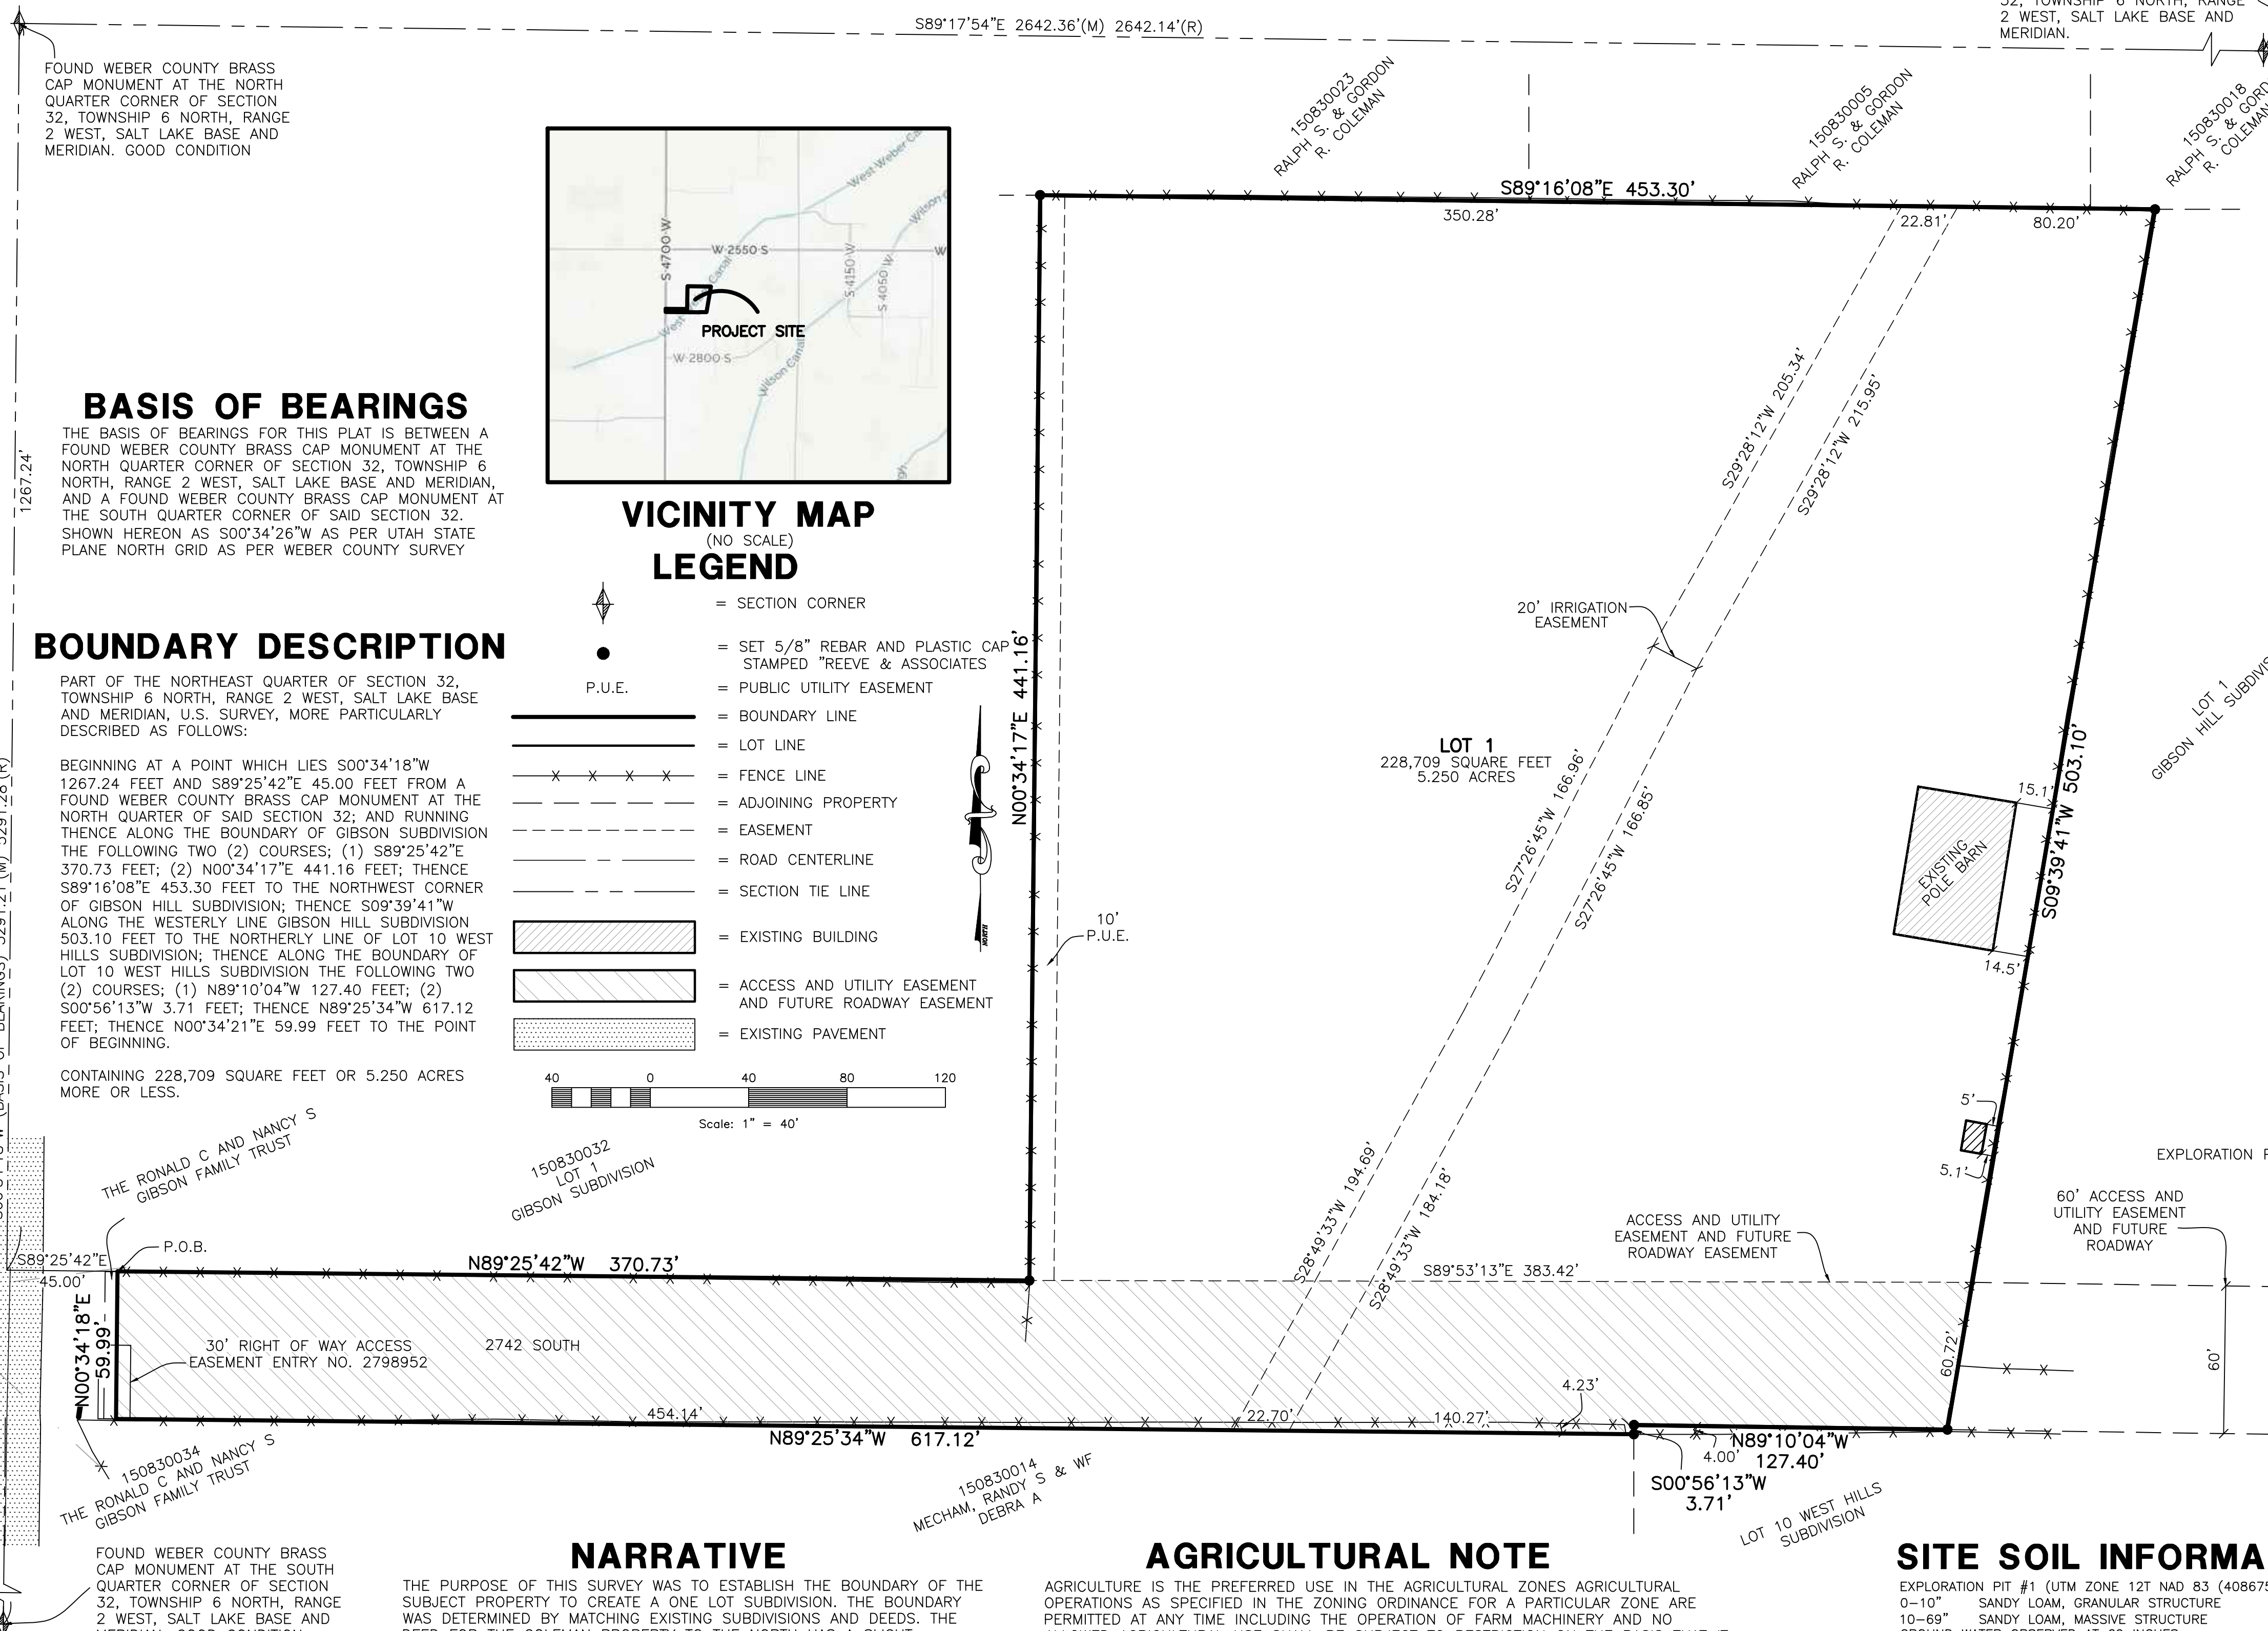 S89°17'54"E 2642.36'(M) 2642.14'(R)
32, TOWNSHIP 6 NORTH, RANGE
2 WEST, SALT LAKE BASE AND
MERIDIAN.
FOUND WEBER COUNTY BRASS
CAP MONUMENT AT THE NORTH
QUARTER CORNER OF SECTION
32, TOWNSHIP 6 NORTH, RANGE
2 WEST, SALT LAKE BASE AND
MERIDIAN. GOOD CONDITION
150830023
RALPH S. & GORDON
R. COLEMAN
150830005
RALPH S. & GORDON
R. COLEMAN
150830018
RALPH S. & GORD
R. COLEMAN
S89°16'08"E 453.30'
350.28'
22.81'
80.20'
West Weber Ca
Wilson
S 4700 W
W 2550 S
W
Canal
S 4150 W
S 4050 W
West
PROJECT SITE
W 2800 S
Wilson Canal
gh
VICINITY MAP
(NO SCALE)
1267.24'
BASIS OF BEARINGS
THE BASIS OF BEARINGS FOR THIS PLAT IS BETWEEN A
FOUND WEBER COUNTY BRASS CAP MONUMENT AT THE
NORTH QUARTER CORNER OF SECTION 32, TOWNSHIP 6
NORTH, RANGE 2 WEST, SALT LAKE BASE AND MERIDIAN,
AND A FOUND WEBER COUNTY BRASS CAP MONUMENT AT
THE SOUTH QUARTER CORNER OF SAID SECTION 32.
SHOWN HEREON AS S00°34'26"W AS PER UTAH STATE
PLANE NORTH GRID AS PER WEBER COUNTY SURVEY
LEGEND
= SECTION CORNER
= SET 5/8" REBAR AND PLASTIC CAP
STAMPED "REEVE & ASSOCIATES
P.U.E.
= PUBLIC UTILITY EASEMENT
= BOUNDARY LINE
= LOT LINE
= FENCE LINE
= ADJOINING PROPERTY
= EASEMENT
= ROAD CENTERLINE
= SECTION TIE LINE
= EXISTING BUILDING
= ACCESS AND UTILITY EASEMENT
AND FUTURE ROADWAY EASEMENT
= EXISTING PAVEMENT
40 0 40 80 120
Scale: 1" = 40'
BOUNDARY DESCRIPTION
PART OF THE NORTHEAST QUARTER OF SECTION 32,
TOWNSHIP 6 NORTH, RANGE 2 WEST, SALT LAKE BASE
AND MERIDIAN, U.S. SURVEY, MORE PARTICULARLY
DESCRIBED AS FOLLOWS:
BEGINNING AT A POINT WHICH LIES S00°34'18"W
1267.24 FEET AND S89°25'42"E 45.00 FEET FROM A
FOUND WEBER COUNTY BRASS CAP MONUMENT AT THE
NORTH QUARTER OF SAID SECTION 32; AND RUNNING
THENCE ALONG THE BOUNDARY OF GIBSON SUBDIVISION
THE FOLLOWING TWO (2) COURSES; (1) S89°25'42"E
370.73 FEET; (2) N00°34'17"E 441.16 FEET; THENCE
S89°16'08"E 453.30 FEET TO THE NORTHWEST CORNER
OF GIBSON HILL SUBDIVISION; THENCE S09°39'41"W
ALONG THE WESTERLY LINE GIBSON HILL SUBDIVISION
503.10 FEET TO THE NORTHERLY LINE OF LOT 10 WEST
HILLS SUBDIVISION; THENCE ALONG THE BOUNDARY OF
LOT 10 WEST HILLS SUBDIVISION THE FOLLOWING TWO
(2) COURSES; (1) N89°10'04"W 127.40 FEET; (2)
S00°56'13"W 3.71 FEET; THENCE N89°25'34"W 617.12
FEET; THENCE N00°34'21"E 59.99 FEET TO THE POINT
OF BEGINNING.
CONTAINING 228,709 SQUARE FEET OR 5.250 ACRES
MORE OR LESS.
N00°34'17"E 441.16'
10'
P.U.E.
S29°28'12"W 205.34'
S29°28'12"W 215.95'
20' IRRIGATION
EASEMENT
LOT 1
228,709 SQUARE FEET
5.250 ACRES
S27°26'45"W 166.96'
S27°26'45"W 166.85'
S28°49'33"W 194.69'
S28°49'33"W 184.18'
EXISTING
POLE BARN
15.1'
14.5'
S09°39'41"W 503.10'
LOT 1
GIBSON HILL SUBDIVIS
5'
5.1'
EXPLORATION
60' ACCESS AND
UTILITY EASEMENT
AND FUTURE
ROADWAY
ACCESS AND UTILITY
EASEMENT AND FUTURE
ROADWAY EASEMENT
S89°53'13"E 383.42'
60.72'
60'
THE RONALD C AND NANCY S
GIBSON FAMILY TRUST
150830032
LOT 1
GIBSON SUBDIVISION
S89°25'42"E
45.00'
P.O.B.
N89°25'42"W 370.73'
N00°34'18"E
59.99'
30' RIGHT OF WAY ACCESS
EASEMENT ENTRY NO. 2798952
2742 SOUTH
454.14'
22.70'
140.27'
4.23'
N89°25'34"W 617.12'
4.00'
N89°10'04"W
127.40'
S00°56'13"W
3.71'
150830034
THE RONALD C AND NANCY S
GIBSON FAMILY TRUST
150830014
MECHAM, RANDY S & WF
DEBRA A
LOT 10 WEST HILLS
SUBDIVISION
FOUND WEBER COUNTY BRASS
CAP MONUMENT AT THE SOUTH
QUARTER CORNER OF SECTION
32, TOWNSHIP 6 NORTH, RANGE
2 WEST, SALT LAKE BASE AND
MERIDIAN. GOOD CONDITION
NARRATIVE
THE PURPOSE OF THIS SURVEY WAS TO ESTABLISH THE BOUNDARY OF THE
SUBJECT PROPERTY TO CREATE A ONE LOT SUBDIVISION. THE BOUNDARY
WAS DETERMINED BY MATCHING EXISTING SUBDIVISIONS AND DEEDS. THE
DEED FOR THE COLEMAN PROPERTY TO THE NORTH HAS A SLIGHT
AGRICULTURAL NOTE
AGRICULTURE IS THE PREFERRED USE IN THE AGRICULTURAL ZONES AGRICULTURAL
OPERATIONS AS SPECIFIED IN THE ZONING ORDINANCE FOR A PARTICULAR ZONE ARE
PERMITTED AT ANY TIME INCLUDING THE OPERATION OF FARM MACHINERY AND NO
SITE SOIL INFORMA
EXPLORATION PIT #1 (UTM ZONE 12T NAD 83 (408675
0-10" SANDY LOAM, GRANULAR STRUCTURE
10-69" SANDY LOAM, MASSIVE STRUCTURE